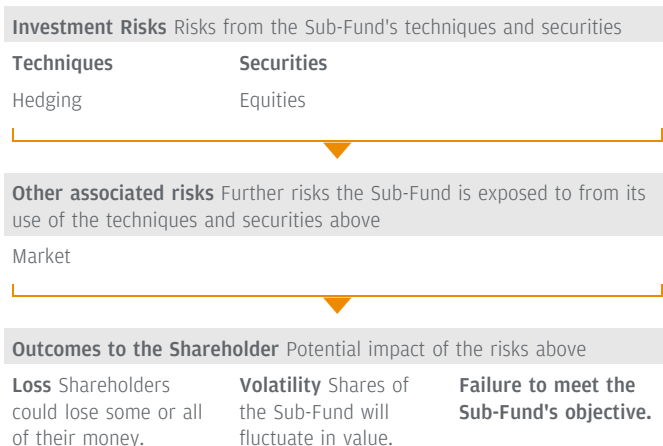 Investment Risks Risks from the Sub-Fund's techniques and securities
Techniques Securities
Hedging Equities
Other associated risks Further risks the Sub-Fund is exposed to from its
use of the techniques and securities above
Market
Outcomes to the Shareholder Potential impact of the risks above
Loss Shareholders
could lose some or all
of their money.
Volatility Shares of
the Sub-Fund will
fluctuate in value.
Failure to meet the
Sub-Fund's objective.